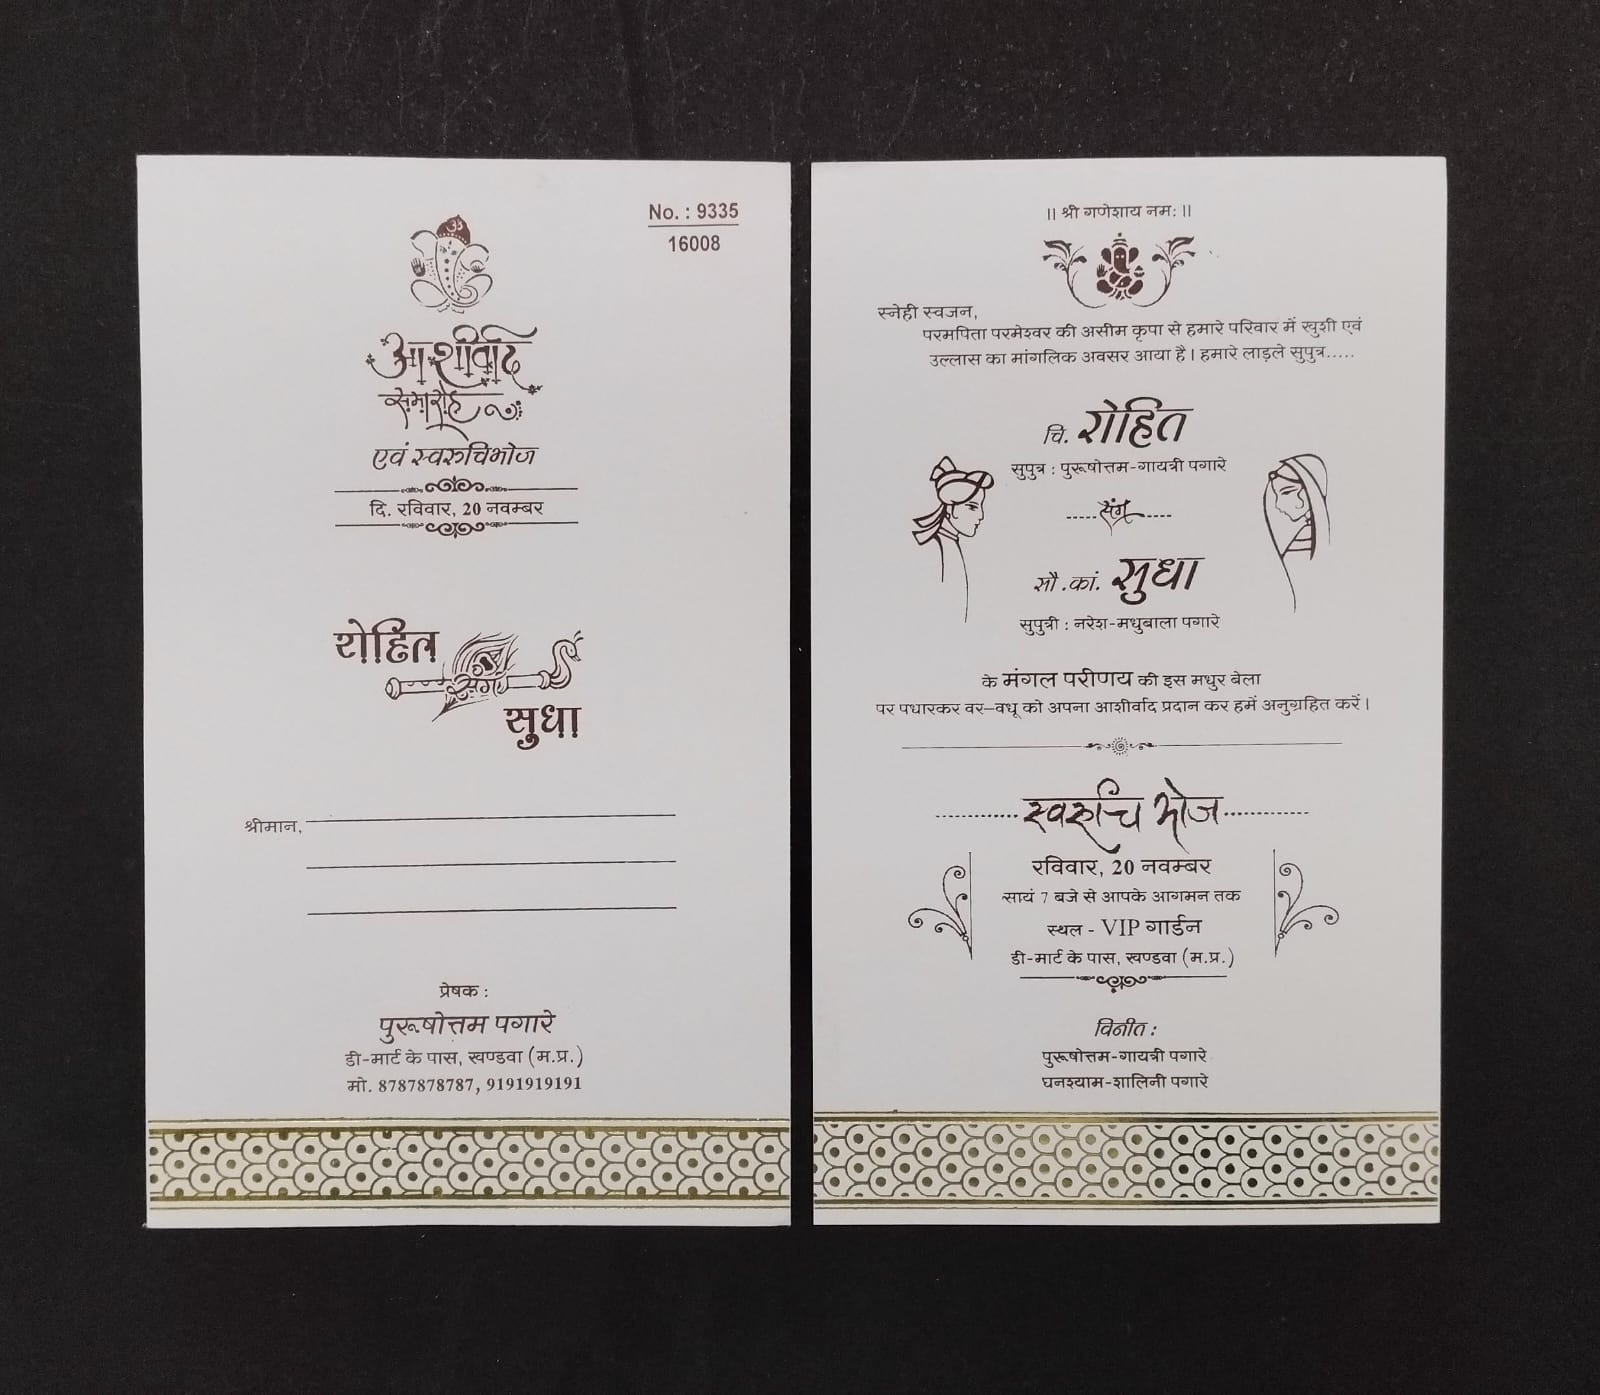 No. : 9335
16008
ॐ
आशीर्वाद
समारोह
एवं स्वरुचिभोज
दि. रविवार, 20 नवम्बर
रोहित
संग
सुधा
श्रीमान,
प्रेषक :
पुरूषोत्तम पगारे
डी-मार्ट के पास, खण्डवा (म.प्र.)
मो. 8787878787, 9191919191
।। श्री गणेशाय नम: ।।
स्नेही स्वजन,
परमपिता परमेश्वर की असीम कृपा से हमारे परिवार में खुशी एवं
उल्लास का मांगलिक अवसर आया है। हमारे लाड़ले सुपुत्र.....
चि. रोहित
सुपुत्र : पुरूषोत्तम-गायत्री पगारे
-----संग-----
सौ.कां. सुधा
सुपुत्री : नरेश-मधुबाला पगारे
के मंगल परीणय की इस मधुर बेला
पर पधारकर वर–वधू को अपना आशीर्वाद प्रदान कर हमें अनुग्रहित करें।
स्वरुचि भोज
रविवार, 20 नवम्बर
सायं 7 बजे से आपके आगमन तक
स्थल - VIP गार्डन
डी-मार्ट के पास, खण्डवा (म.प्र.)
विनीत :
पुरूषोत्तम-गायत्री पगारे
घनश्याम-शालिनी पगारे